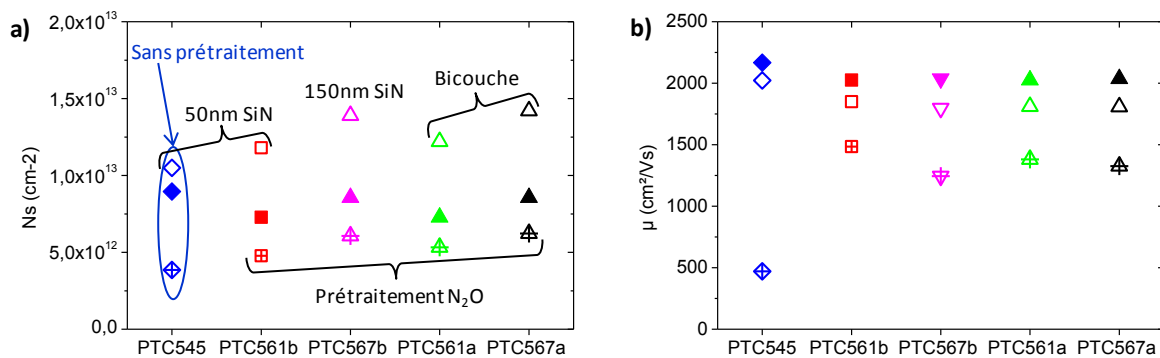 a)
Ns (cm-2)
2,0x10¹³
1,5x10¹³
1,0x10¹³
5,0x10¹²
0,0
Sans prétraitement
50nm SiN
150nm SiN
Bicouche
Prétraitement N₂O
PTC545 PTC561b PTC567b PTC561a PTC567a
b)
µ (cm²/Vs)
2500
2000
1500
1000
500
0
PTC545 PTC561b PTC567b PTC561a PTC567a